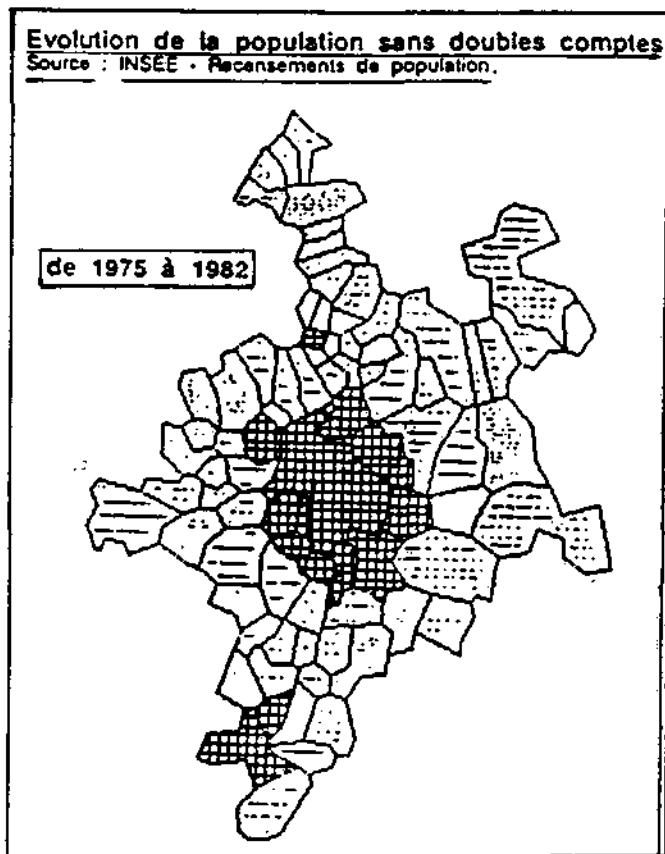 Evolution de la population sans doubles comptes
Source : INSEE - Recensements de population.
de 1975 à 1982